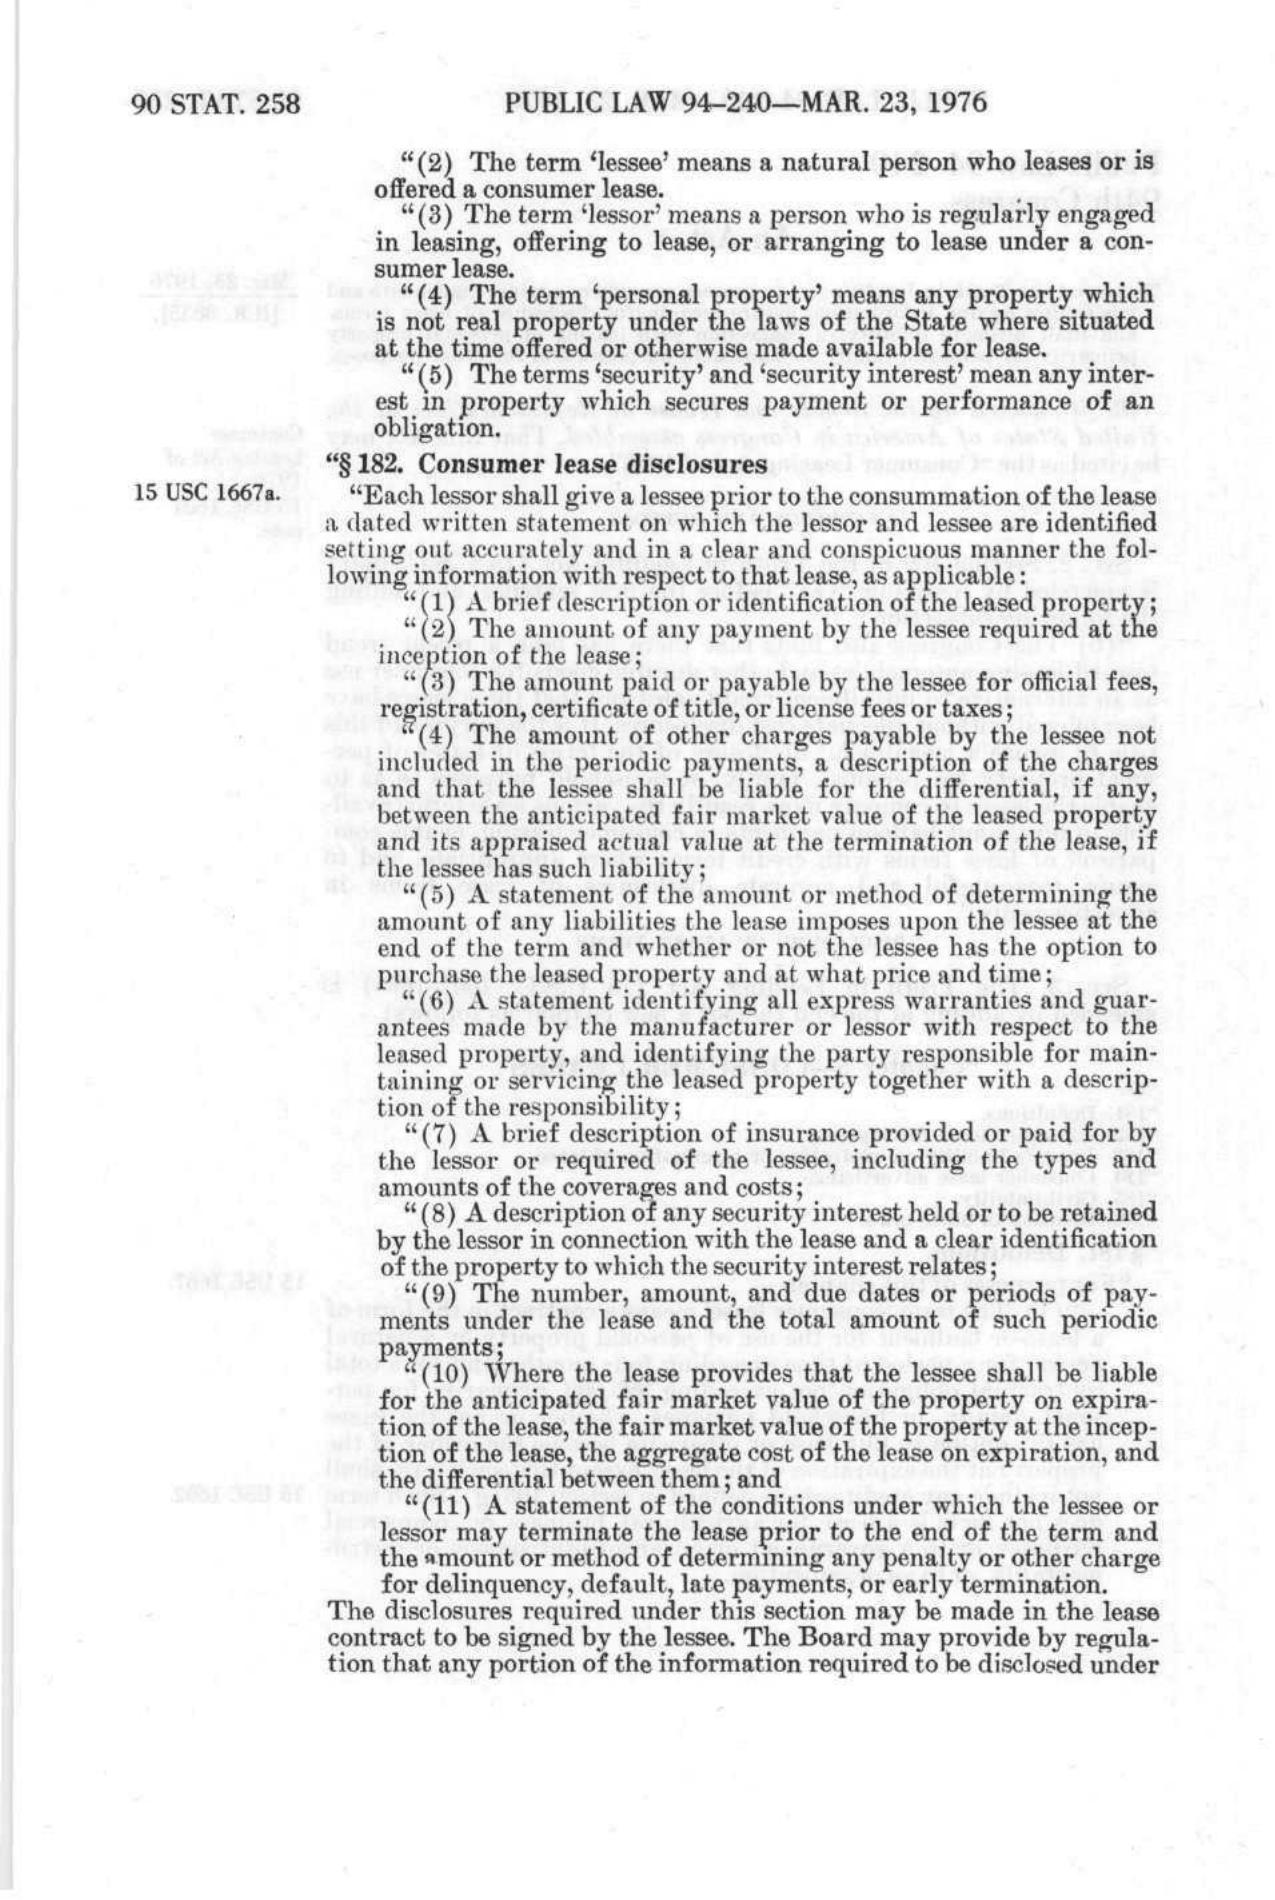 90 STAT. 258 PUBLIC LAW 94–240—MAR. 23, 1976
“(2) The term ‘lessee’ means a natural person who leases or is
offered a consumer lease.
“(3) The term ‘lessor’ means a person who is regularly engaged
in leasing, offering to lease, or arranging to lease under a con-
sumer lease.
“(4) The term ‘personal property’ means any property which
is not real property under the laws of the State where situated
at the time offered or otherwise made available for lease.
“(5) The terms ‘security’ and ‘security interest’ mean any inter-
est in property which secures payment or performance of an
obligation.
“§ 182. Consumer lease disclosures
15 USC 1667a.
“Each lessor shall give a lessee prior to the consummation of the lease
a dated written statement on which the lessor and lessee are identified
setting out accurately and in a clear and conspicuous manner the fol-
lowing information with respect to that lease, as applicable:
“(1) A brief description or identification of the leased property;
“(2) The amount of any payment by the lessee required at the
inception of the lease;
“(3) The amount paid or payable by the lessee for official fees,
registration, certificate of title, or license fees or taxes;
“(4) The amount of other charges payable by the lessee not
included in the periodic payments, a description of the charges
and that the lessee shall be liable for the differential, if any,
between the anticipated fair market value of the leased property
and its appraised actual value at the termination of the lease, if
the lessee has such liability;
“(5) A statement of the amount or method of determining the
amount of any liabilities the lease imposes upon the lessee at the
end of the term and whether or not the lessee has the option to
purchase the leased property and at what price and time;
“(6) A statement identifying all express warranties and guar-
antees made by the manufacturer or lessor with respect to the
leased property, and identifying the party responsible for main-
taining or servicing the leased property together with a descrip-
tion of the responsibility;
“(7) A brief description of insurance provided or paid for by
the lessor or required of the lessee, including the types and
amounts of the coverages and costs;
“(8) A description of any security interest held or to be retained
by the lessor in connection with the lease and a clear identification
of the property to which the security interest relates;
“(9) The number, amount, and due dates or periods of pay-
ments under the lease and the total amount of such periodic
payments;
“(10) Where the lease provides that the lessee shall be liable
for the anticipated fair market value of the property on expira-
tion of the lease, the fair market value of the property at the incep-
tion of the lease, the aggregate cost of the lease on expiration, and
the differential between them; and
“(11) A statement of the conditions under which the lessee or
lessor may terminate the lease prior to the end of the term and
the amount or method of determining any penalty or other charge
for delinquency, default, late payments, or early termination.
The disclosures required under this section may be made in the lease
contract to be signed by the lessee. The Board may provide by regula-
tion that any portion of the information required to be disclosed under